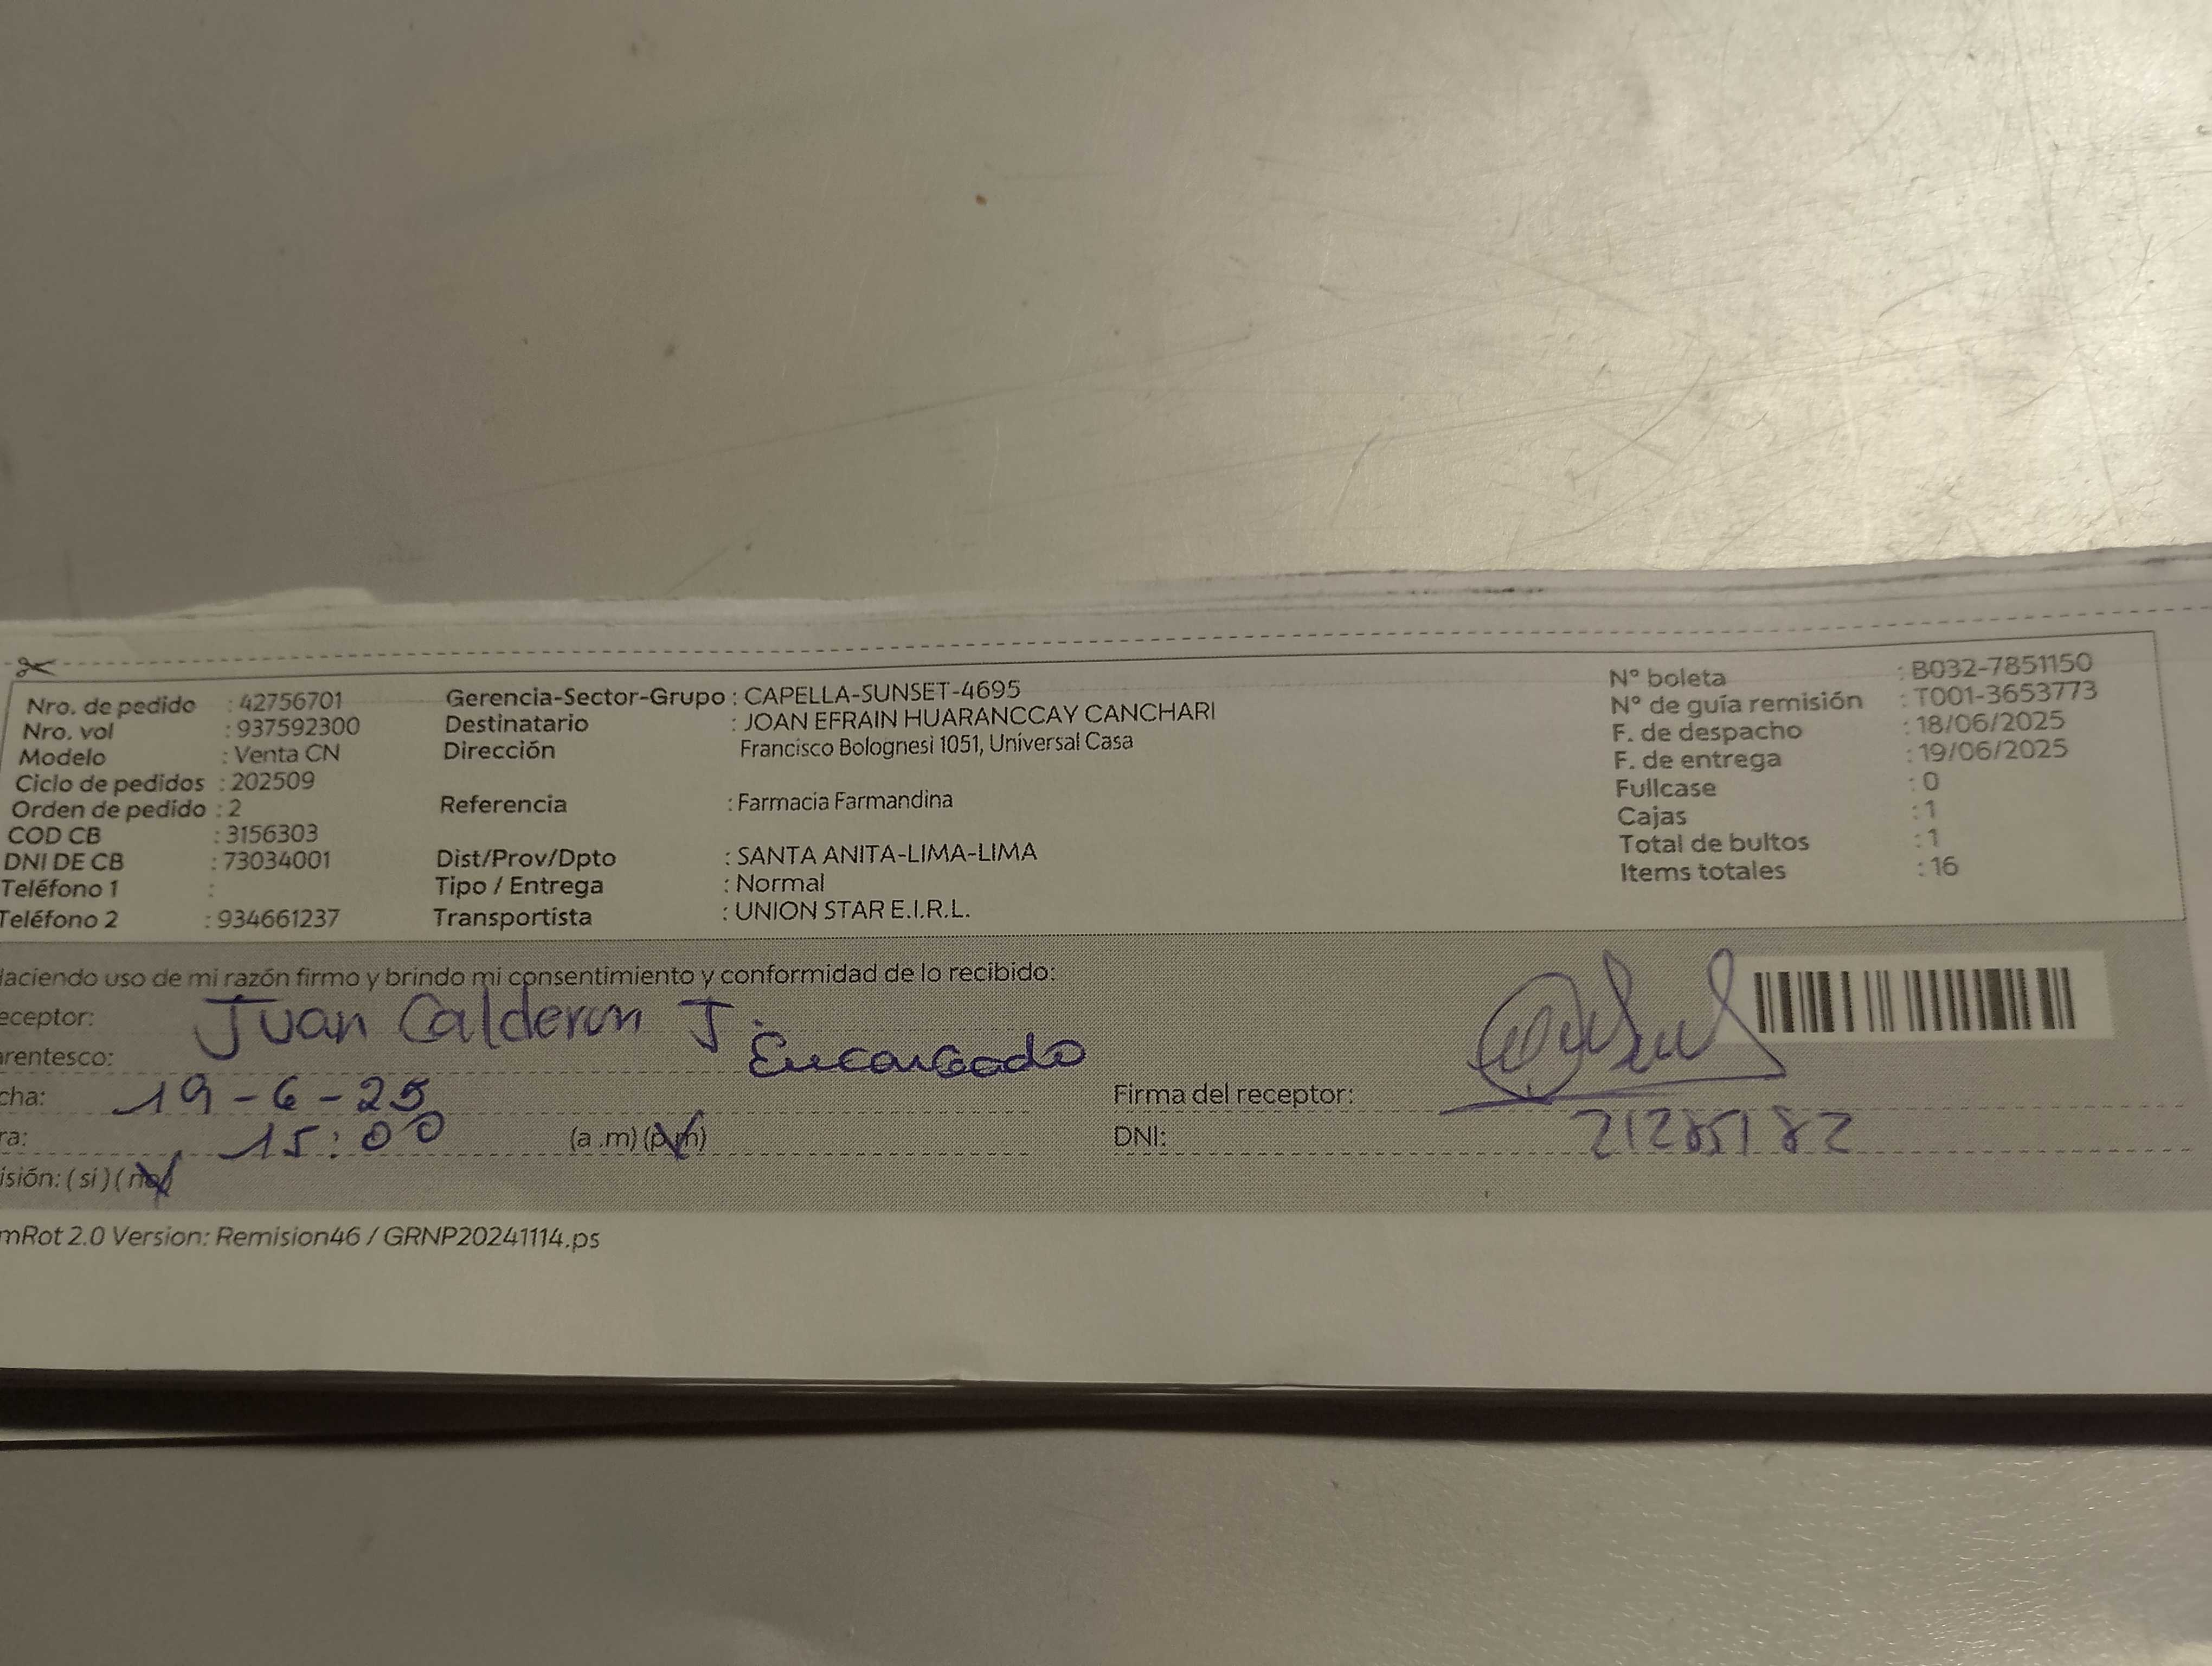 Nro. de pedido : 42756701
Nro. vol : 937592300
Modelo : Venta CN
Ciclo de pedidos : 202509
Orden de pedido : 2
COD CB : 3156303
DNI DE CB : 73034001
Teléfono 1 :
Teléfono 2 : 934661237
Gerencia-Sector-Grupo : CAPELLA-SUNSET-4695
Destinatario : JOAN EFRAIN HUARANCCAY CANCHARI
Dirección Francisco Bolognesi 1051, Universal Casa
Referencia : Farmacia Farmandina
Dist/Prov/Dpto : SANTA ANITA-LIMA-LIMA
Tipo / Entrega : Normal
Transportista : UNION STAR E.I.R.L.
N° boleta : B032-7851150
N° de guía remisión : T001-3653773
F. de despacho : 18/06/2025
F. de entrega : 19/06/2025
Fullcase : 0
Cajas : 1
Total de bultos : 1
Items totales : 16
Haciendo uso de mi razón firmo y brindo mi consentimiento y conformidad de lo recibido:
eceptor: Juan Calderon J.
arentesco: Encargado
cha: 19-6-25
ra: 15:00 (a .m) (p.m)
isión: ( si ) ( no)
Firma del receptor:
DNI:
mRot 2.0 Version: Remision46 / GRNP20241114.ps